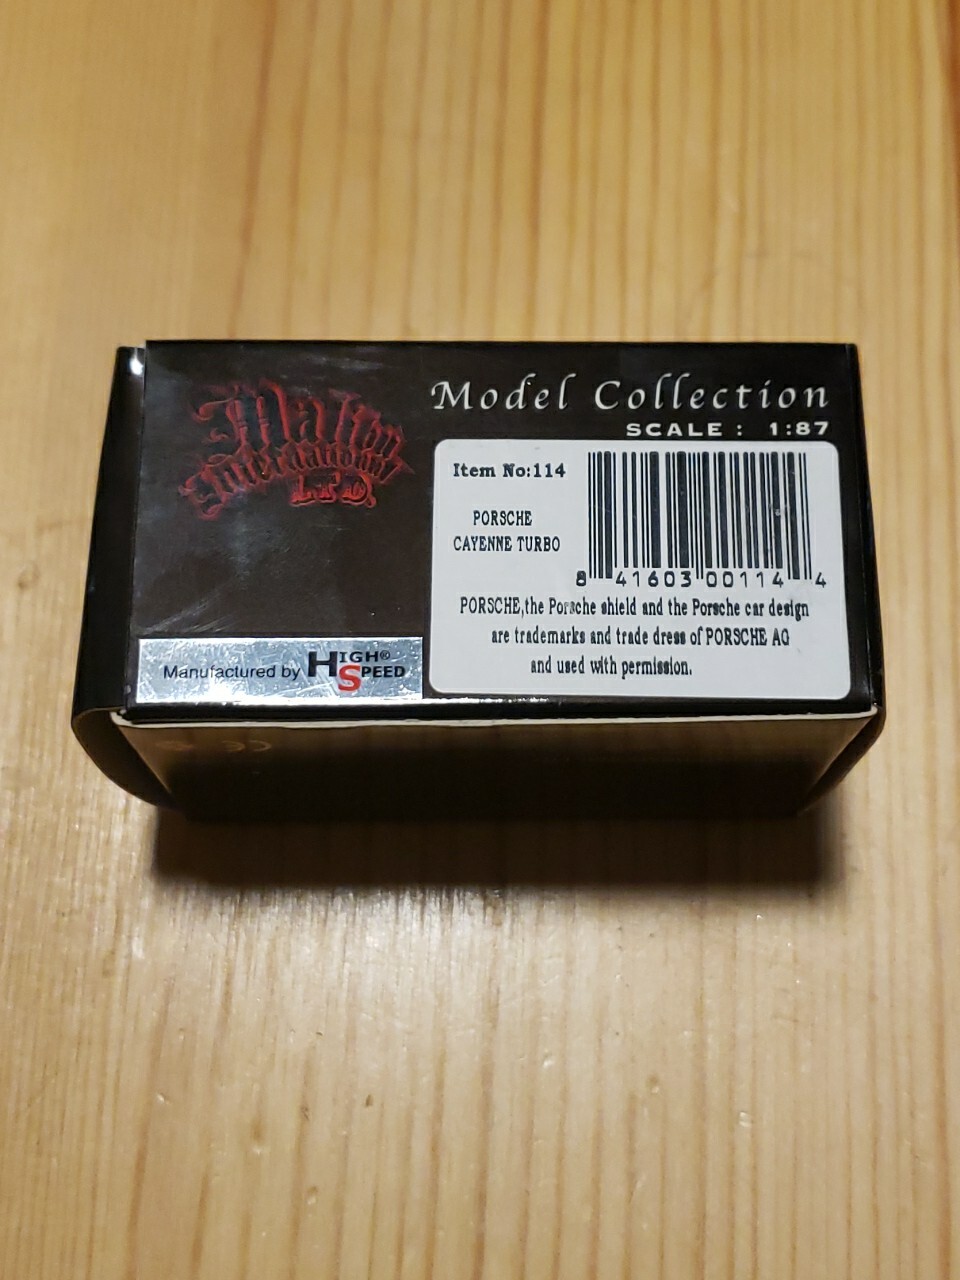 Malibu
International
LTD.
Model Collection
SCALE : 1:87
Item No:114
PORSCHE
CAYENNE TURBO
8 41603 00114 4
PORSCHE,the Porsche shield and the Porsche car design
are trademarks and trade dress of PORSCHE AG
and used with permission.
Manufactured by HIGH® SPEED